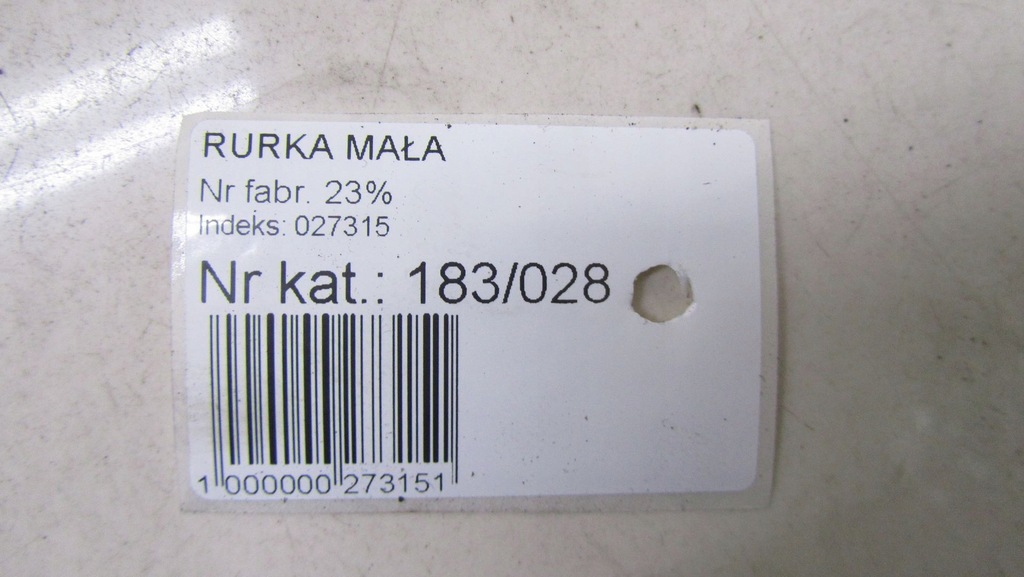 RURKA MAŁA
Nr fabr. 23%
Indeks: 027315
Nr kat.: 183/028
1 000000 273151